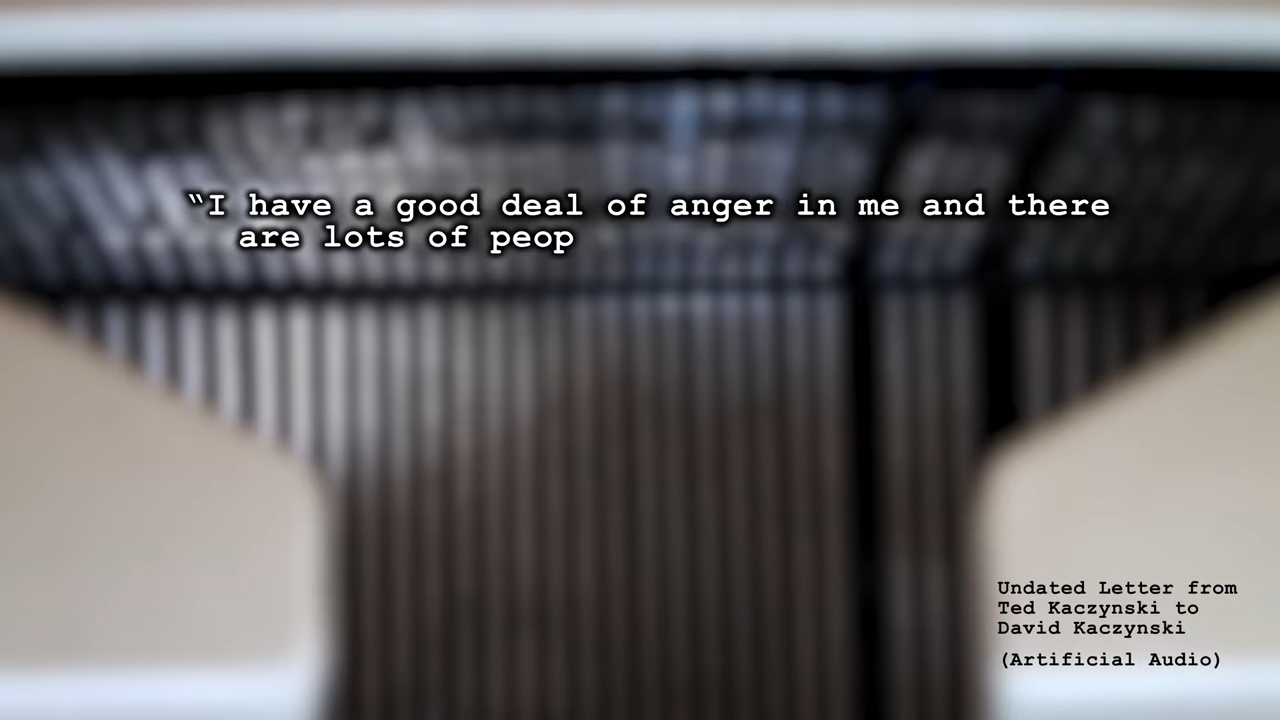 “I have a good deal of anger in me and there
are lots of peop
Undated Letter from
Ted Kaczynski to
David Kaczynski
(Artificial Audio)